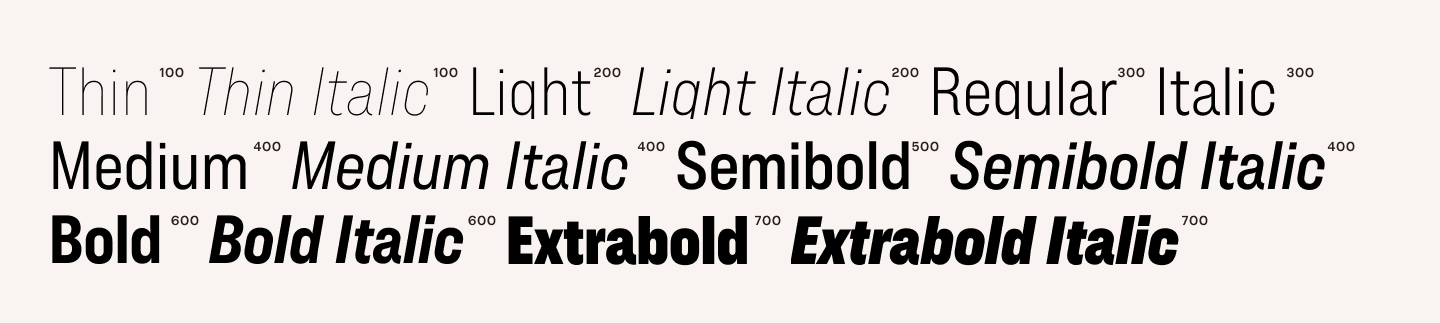 Thin 100 Thin Italic 100 Light 200 Light Italic 200 Regular 300 Italic 300
Medium 400 Medium Italic 400 Semibold 500 Semibold Italic 400
Bold 600 Bold Italic 600 Extrabold 700 Extrabold Italic 700